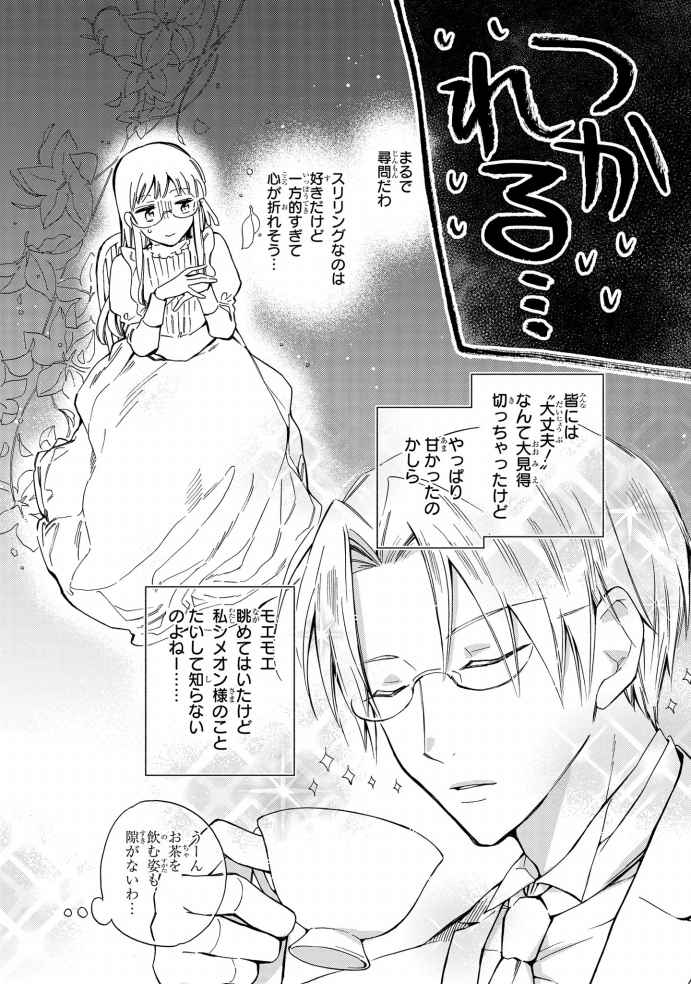 つか
れる…
まるで
尋問だわ
スリリングなのは
好きだけど
一方的すぎて
心が折れそう…
皆には
〝大丈夫！〟
なんて大見得
切っちゃったけど
やっぱり
甘かったの
かしら
モエモエ
眺めてはいたけど
私シメオン様のこと
たいして知らない
のよねー……
うーん
お茶を
飲む姿も
隙がないわ…